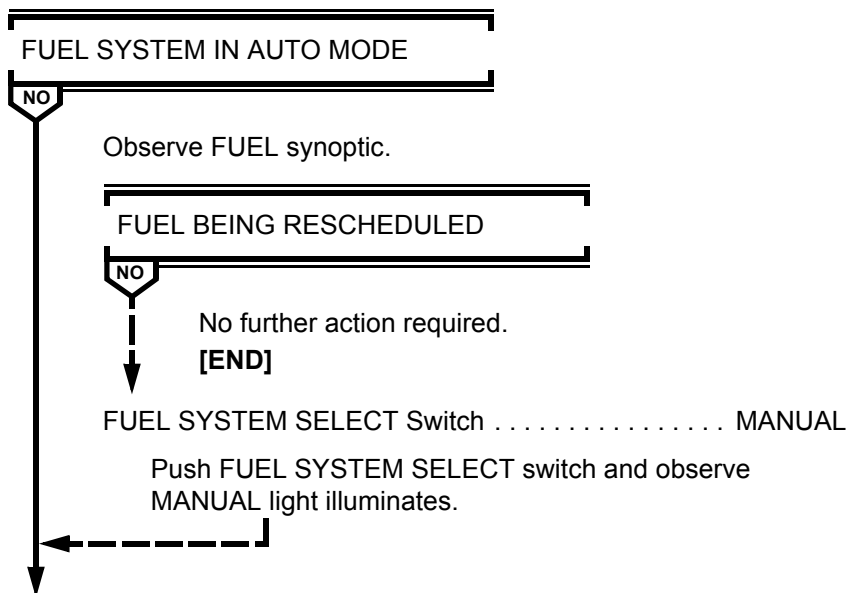 FUEL SYSTEM IN AUTO MODE
NO
Observe FUEL synoptic.
FUEL BEING RESCHEDULED
NO
No further action required.
[END]
FUEL SYSTEM SELECT Switch . . . . . . . . . . . . . . . . MANUAL
Push FUEL SYSTEM SELECT switch and observe
MANUAL light illuminates.